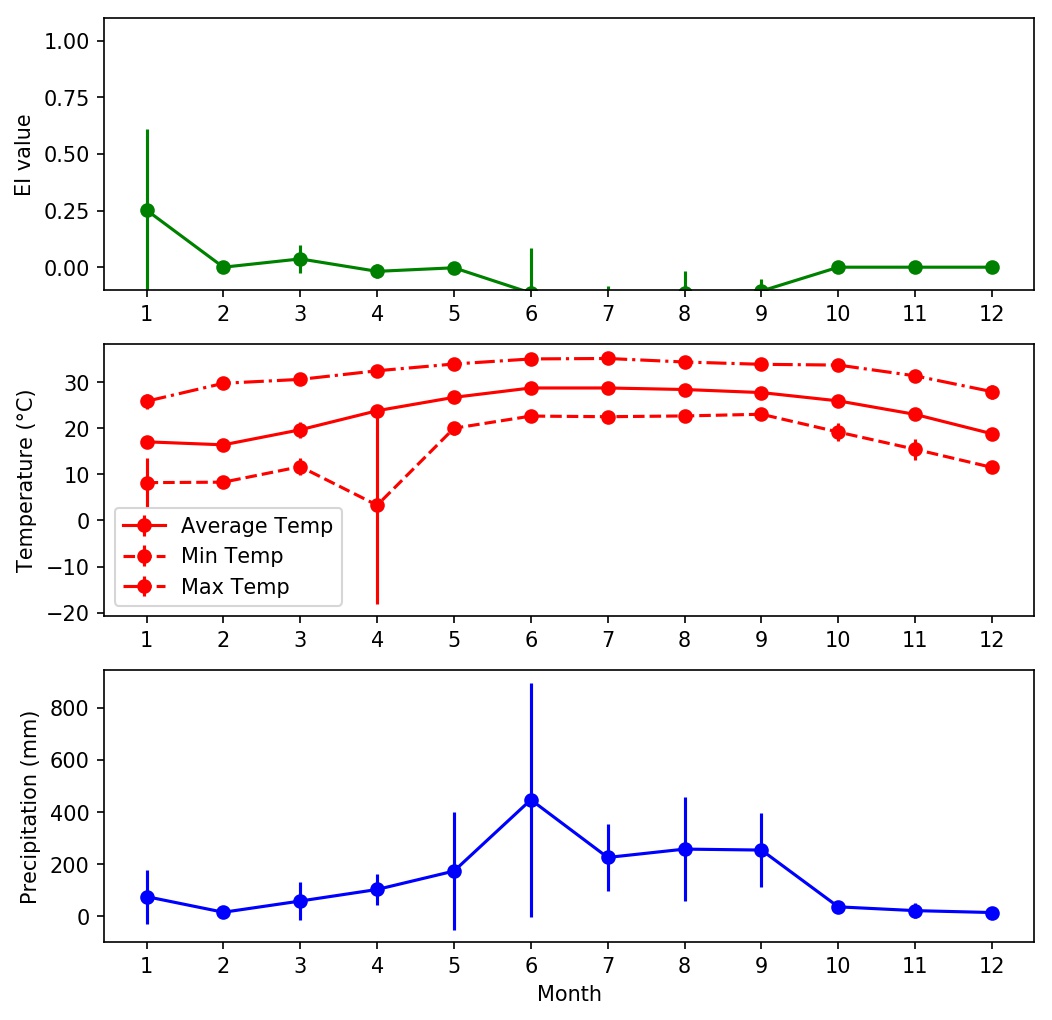 1.00
0.75
0.50
0.25
0.00
EI value
1 2 3 4 5 6 7 8 9 10 11 12
30
20
10
0
−10
−20
Temperature (°C)
Average Temp
Min Temp
Max Temp
1 2 3 4 5 6 7 8 9 10 11 12
800
600
400
200
0
Precipitation (mm)
1 2 3 4 5 6 7 8 9 10 11 12
Month